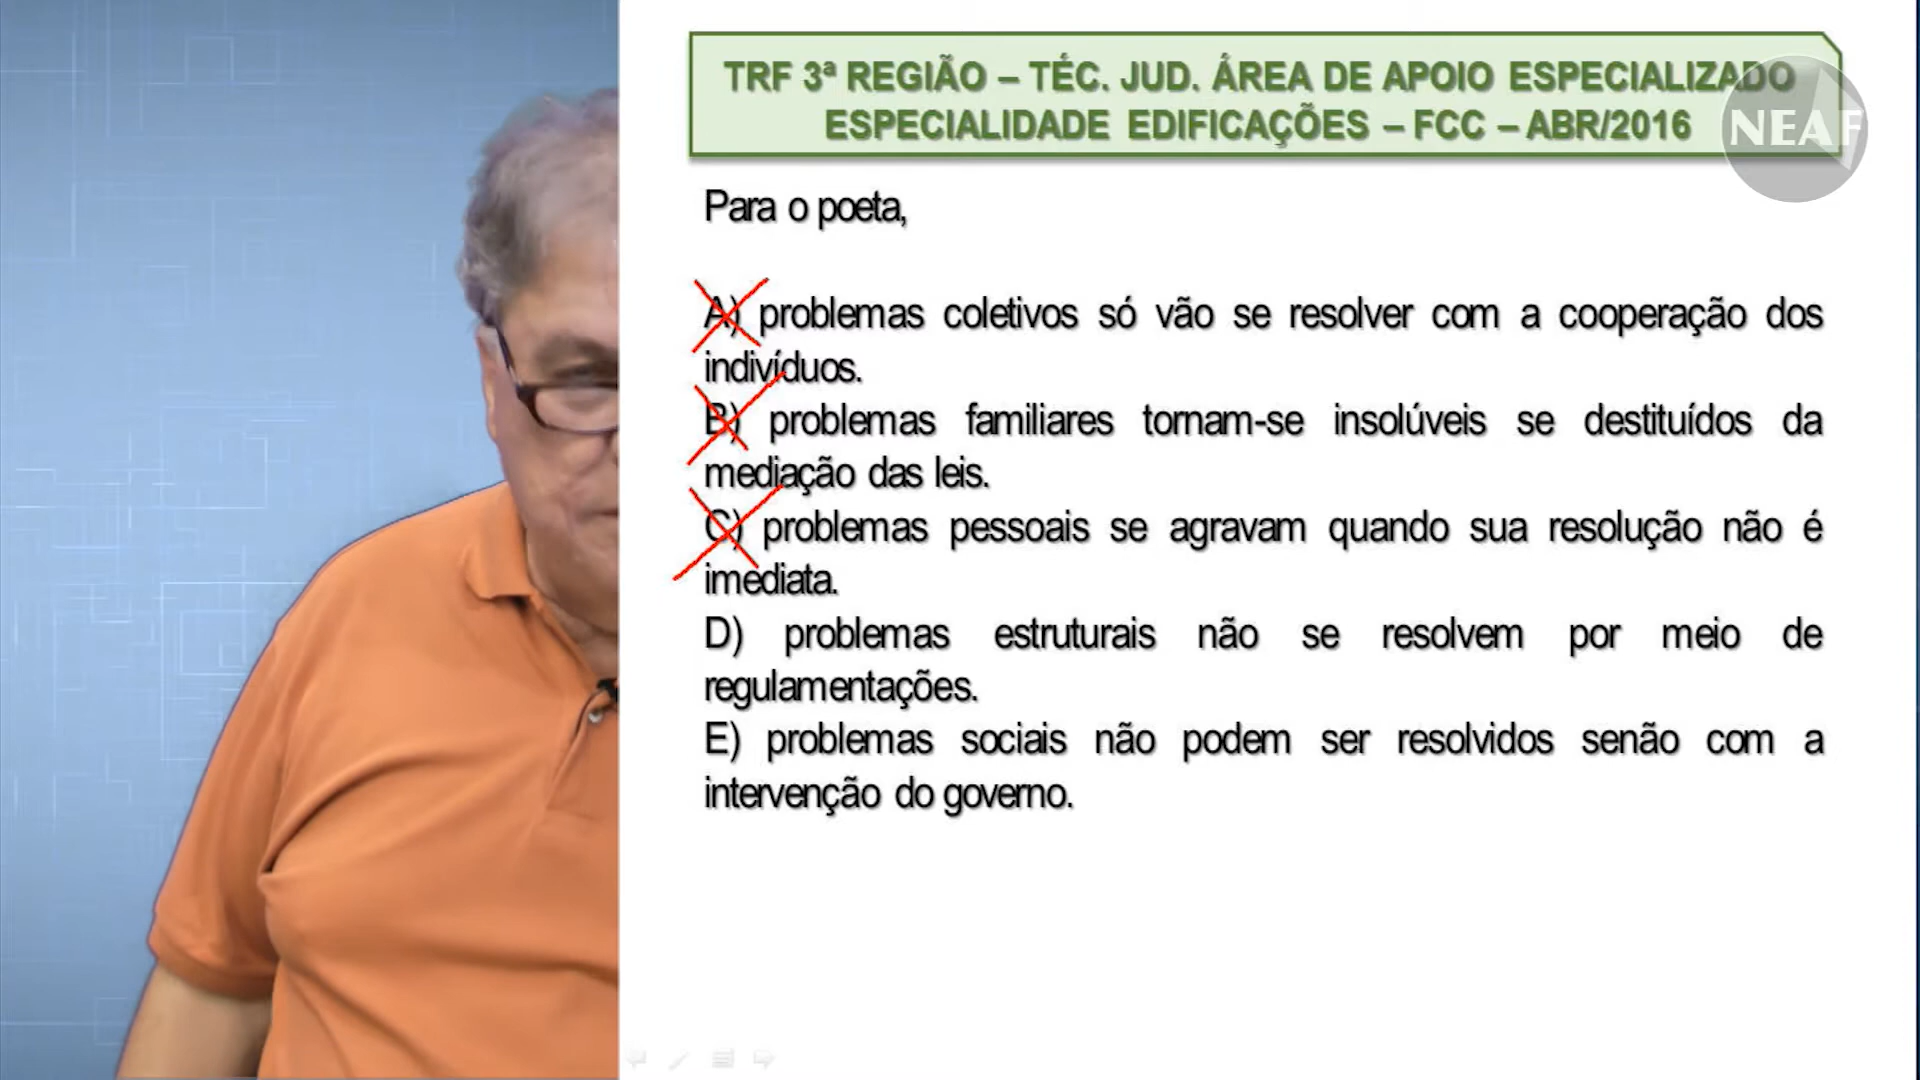 TRF 3ª REGIÃO – TÉC. JUD. ÁREA DE APOIO ESPECIALIZADO
ESPECIALIDADE EDIFICAÇÕES – FCC – ABR/2016
NEAF
Para o poeta,
A) problemas coletivos só vão se resolver com a cooperação dos
indivíduos.
B) problemas familiares tornam-se insolúveis se destituídos da
mediação das leis.
C) problemas pessoais se agravam quando sua resolução não é
imediata.
D) problemas estruturais não se resolvem por meio de
regulamentações.
E) problemas sociais não podem ser resolvidos senão com a
intervenção do governo.